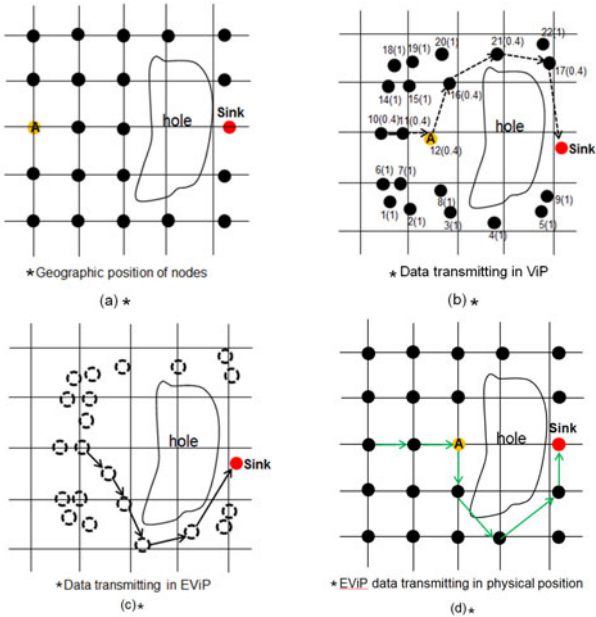 hole
Sink
A
*Geographic position of nodes
(a) *
22(1)
21(0.4)
20(1)
19(1)
18(1)
17(0.4)
16(0.4)
14(1)
15(1)
hole
10(0.4)
11(0.4)
A
12(0.4)
Sink
6(1)
7(1)
8(1)
9(1)
1(1)
2(1)
3(1)
4(1)
5(1)
* Data transmitting in ViP
(b) *
hole
Sink
*Data transmitting in EViP
(c)*
Sink
A
hole
*EViP data transmitting in physical position
(d)*